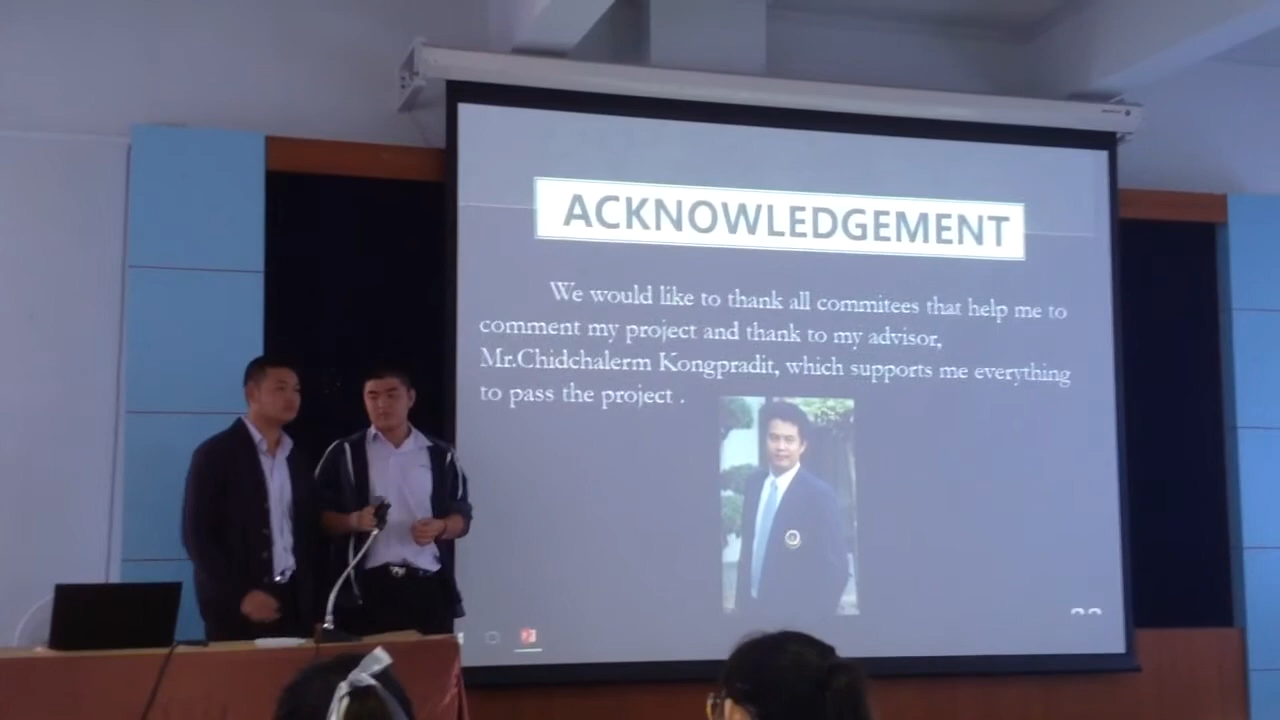 ACKNOWLEDGEMENT
We would like to thank all commitees that help me to
comment my project and thank to my advisor,
Mr.Chidchalerm Kongpradit, which supports me everything
to pass the project .